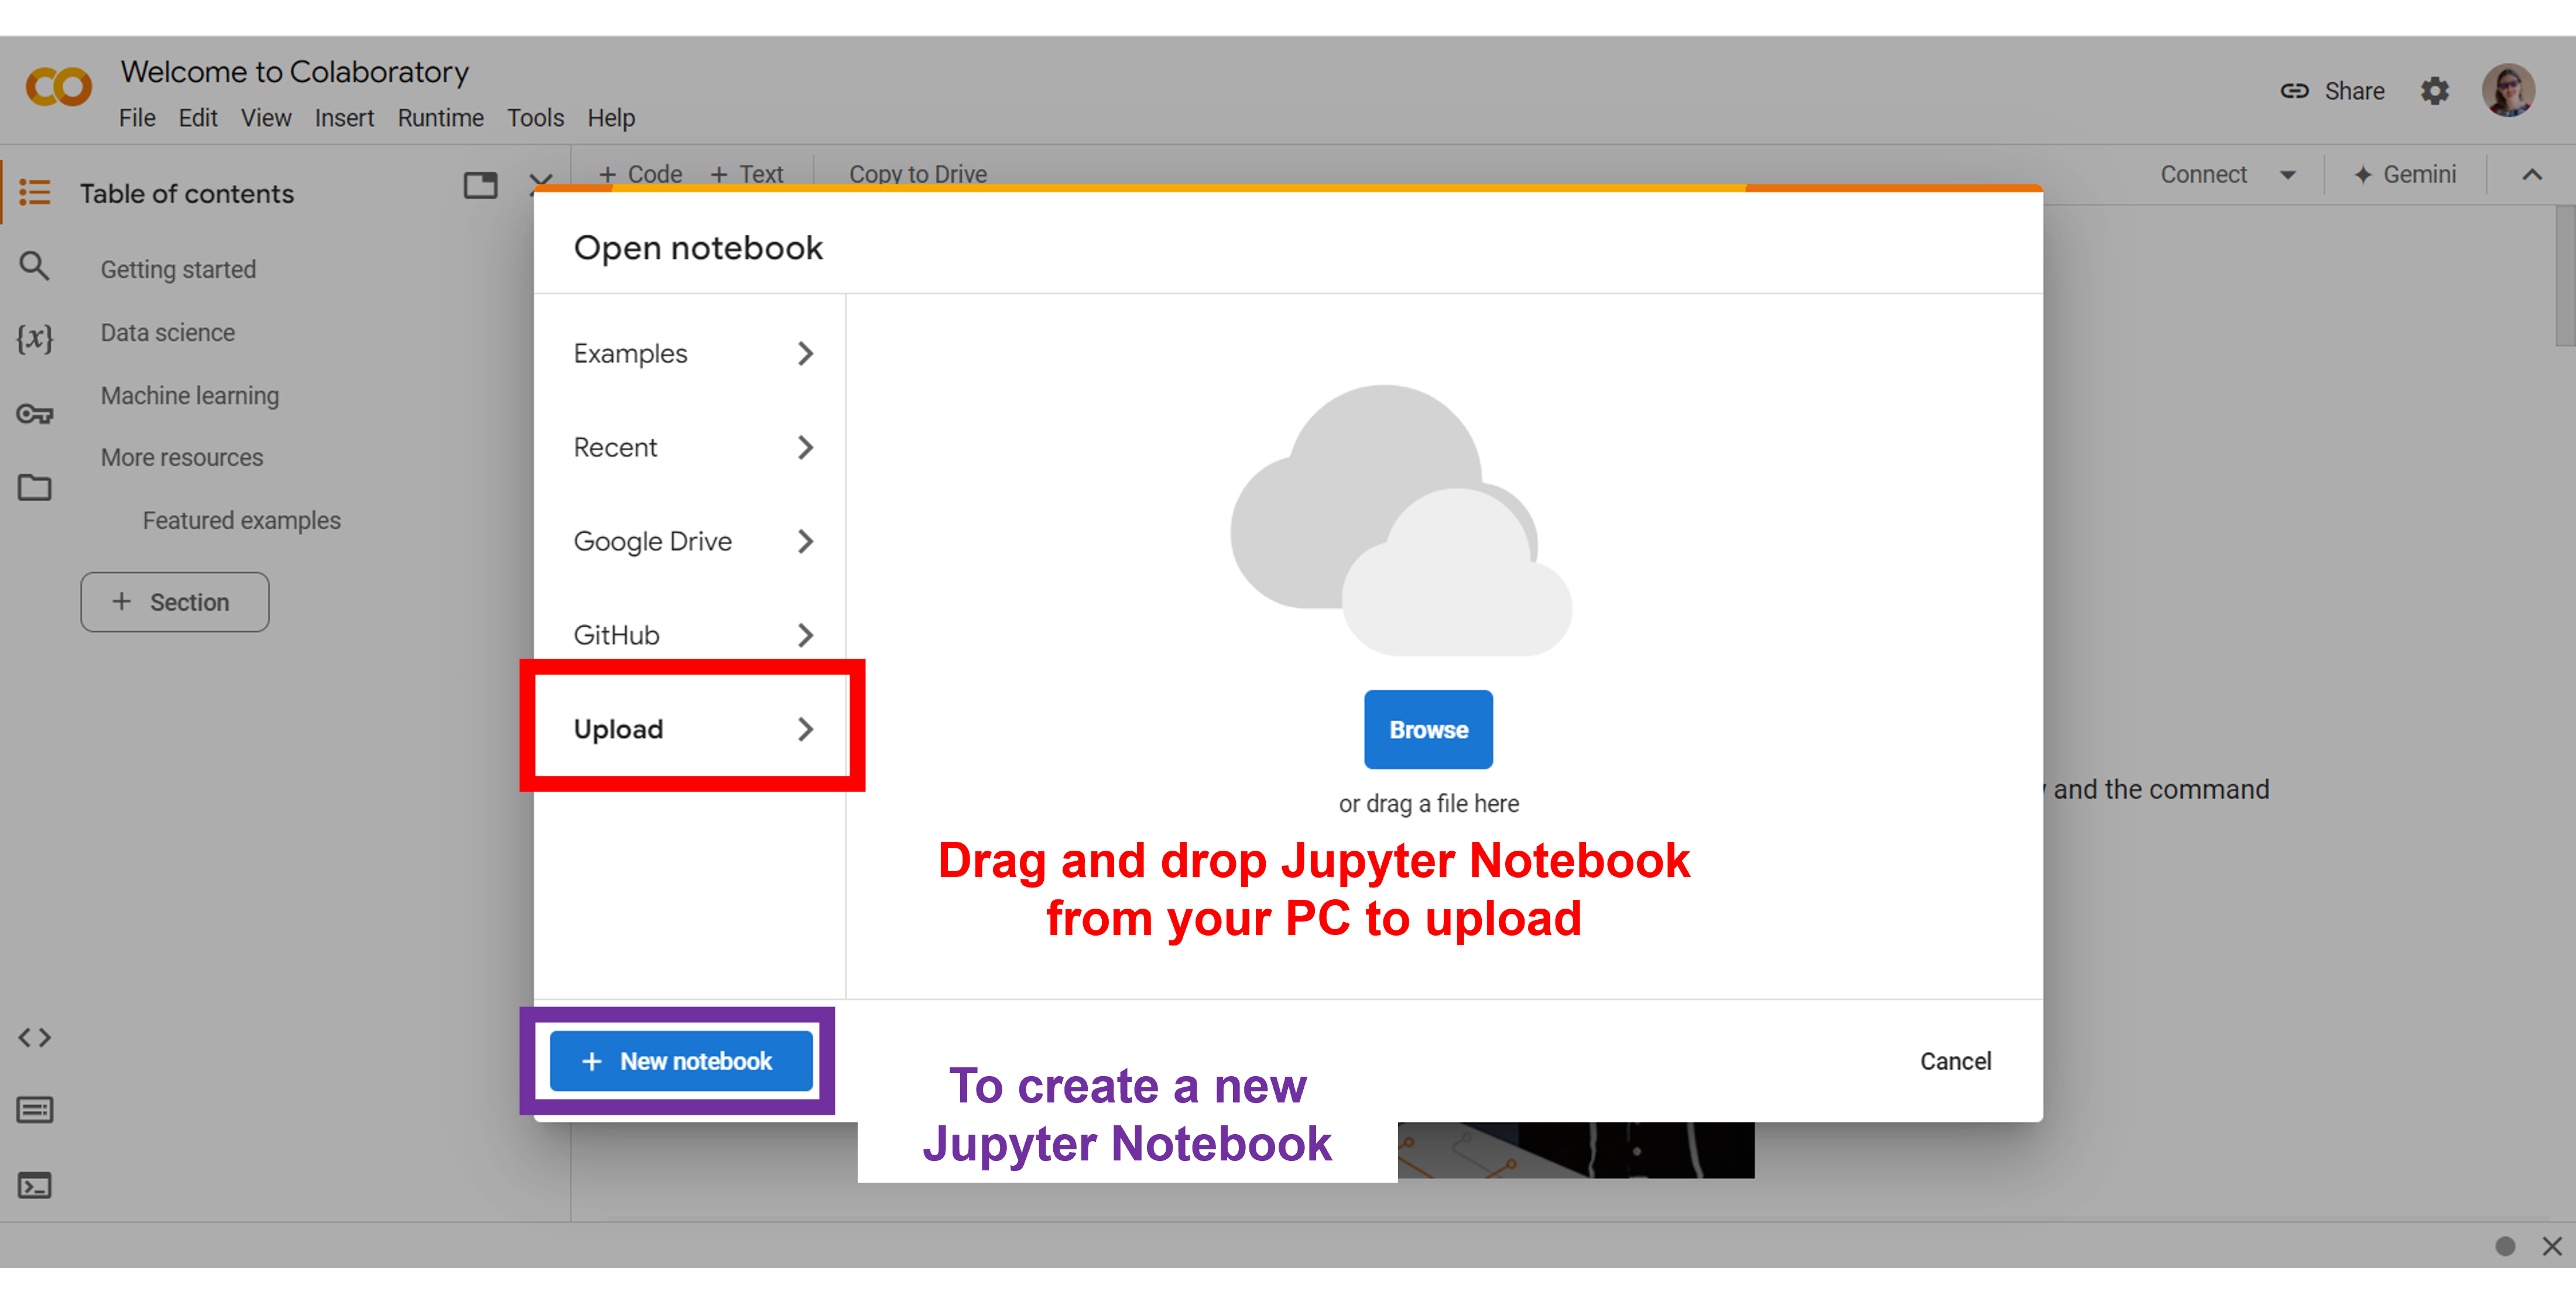 Welcome to Colaboratory
File Edit View Insert Runtime Tools Help
Share
Table of contents
+ Code + Text Copy to Drive
Connect Gemini
Getting started
Data science
Machine learning
More resources
Featured examples
+ Section
Open notebook
Examples
Recent
Google Drive
GitHub
Upload
Browse
or drag a file here
Drag and drop Jupyter Notebook
from your PC to upload
and the command
+ New notebook
Cancel
To create a new
Jupyter Notebook